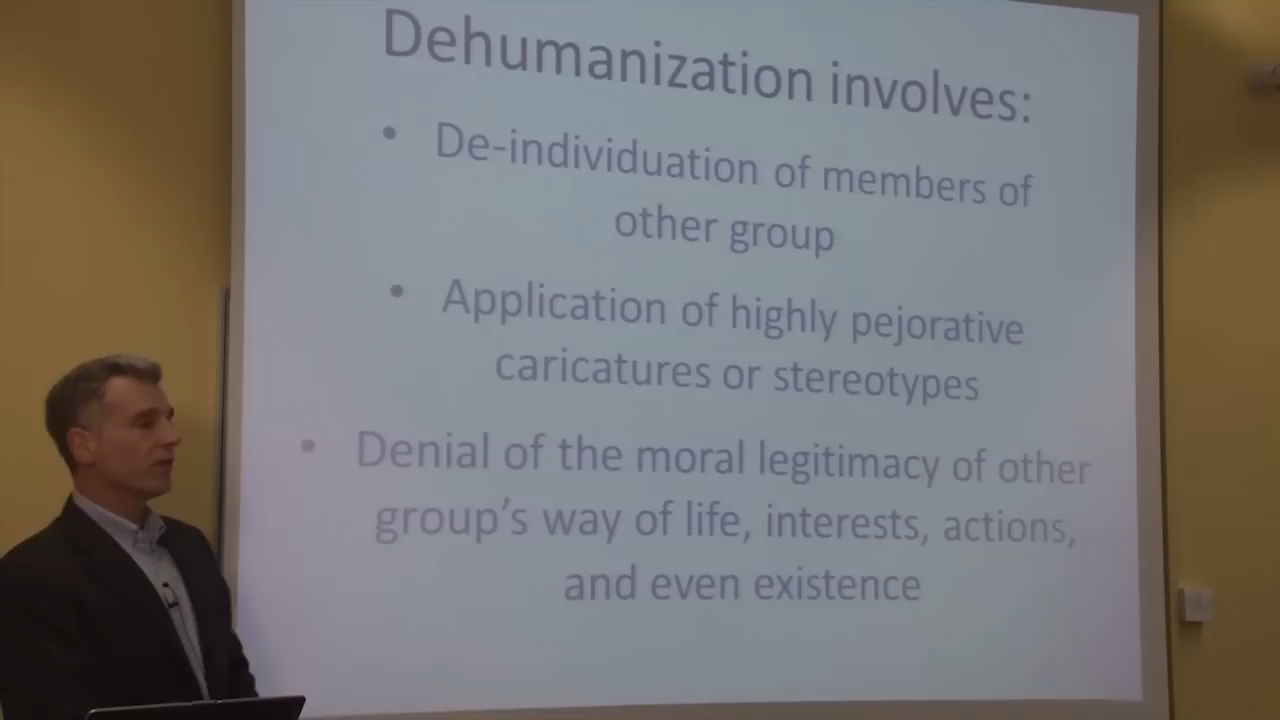 Dehumanization involves:
• De-individuation of members of
other group
• Application of highly pejorative
caricatures or stereotypes
• Denial of the moral legitimacy of other
group's way of life, interests, actions,
and even existence